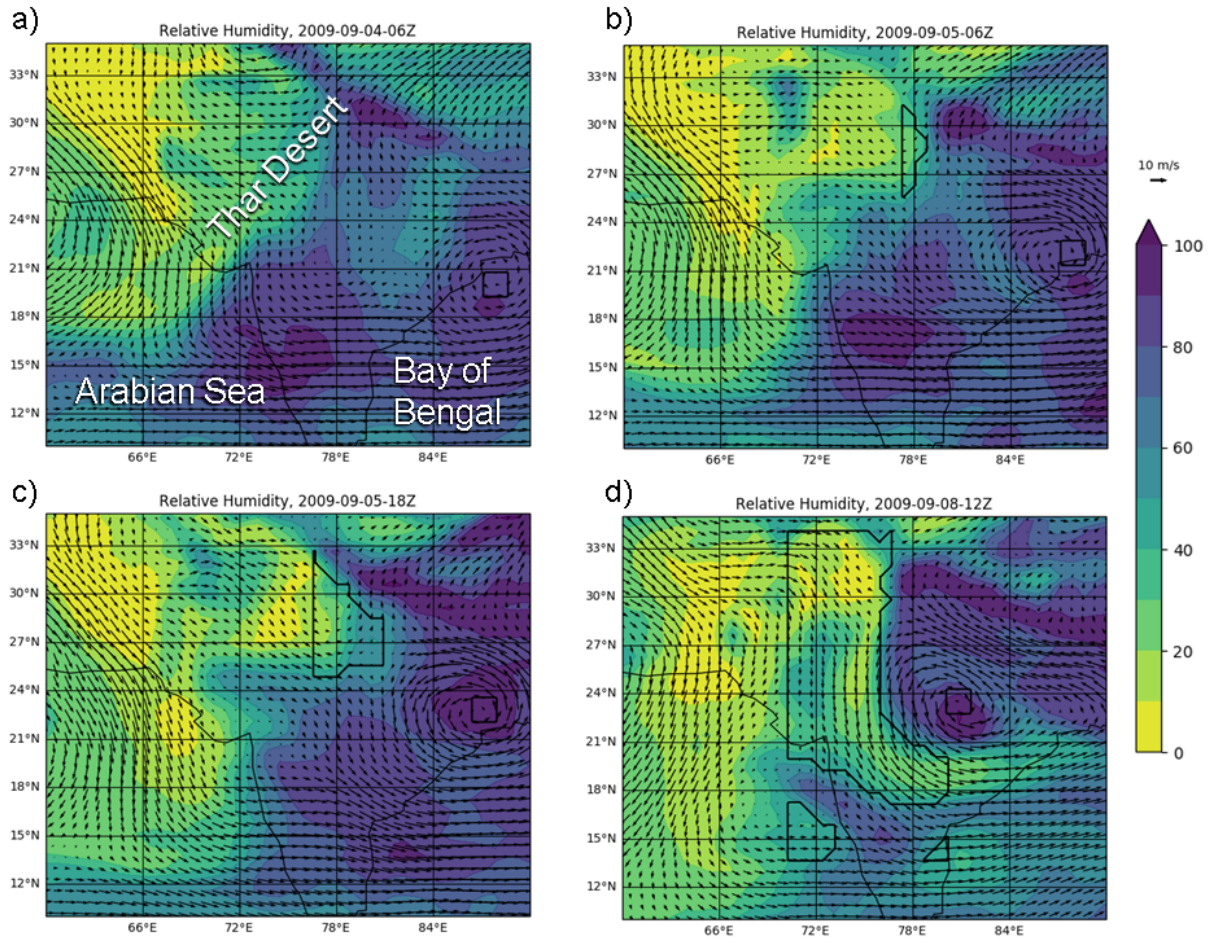 a)
Relative Humidity, 2009-09-04-06Z
33°N
30°N
27°N
24°N
21°N
18°N
15°N
12°N
66°E
72°E
78°E
84°E
Thar Desert
Arabian Sea
Bay of
Bengal
b)
Relative Humidity, 2009-09-05-06Z
33°N
30°N
27°N
24°N
21°N
18°N
15°N
12°N
66°E
72°E
78°E
84°E
10 m/s
100
80
60
40
20
0
c)
Relative Humidity, 2009-09-05-18Z
33°N
30°N
27°N
24°N
21°N
18°N
15°N
12°N
66°E
72°E
78°E
84°E
d)
Relative Humidity, 2009-09-08-12Z
33°N
30°N
27°N
24°N
21°N
18°N
15°N
12°N
66°E
72°E
78°E
84°E